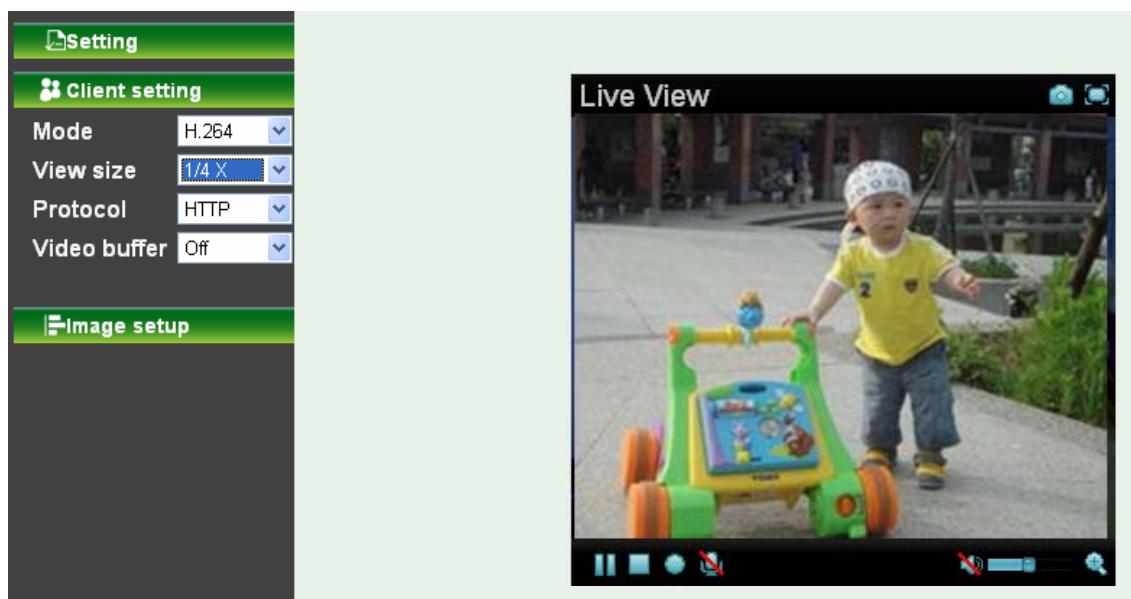 Setting
Client setting
Mode H.264
View size 1/4 X
Protocol HTTP
Video buffer Off
Image setup
Live View
2
TOMY